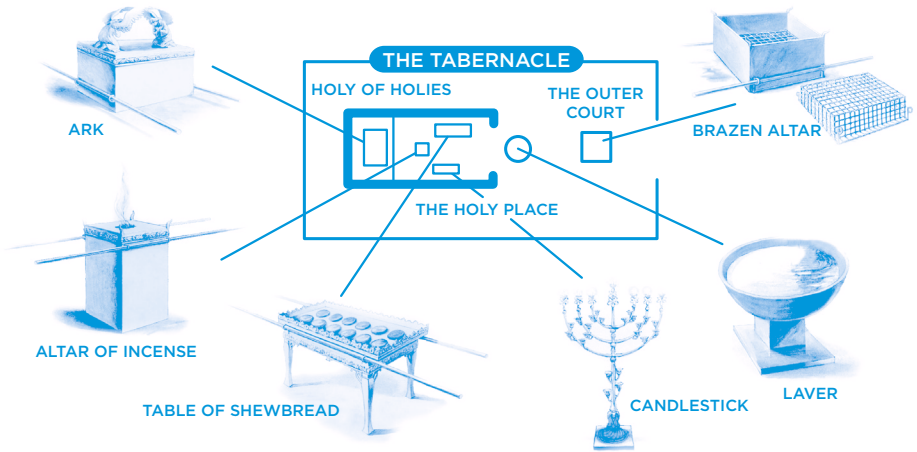 THE TABERNACLE
HOLY OF HOLIES
THE OUTER
COURT
ARK
BRAZEN ALTAR
THE HOLY PLACE
ALTAR OF INCENSE
TABLE OF SHEWBREAD
CANDLESTICK
LAVER